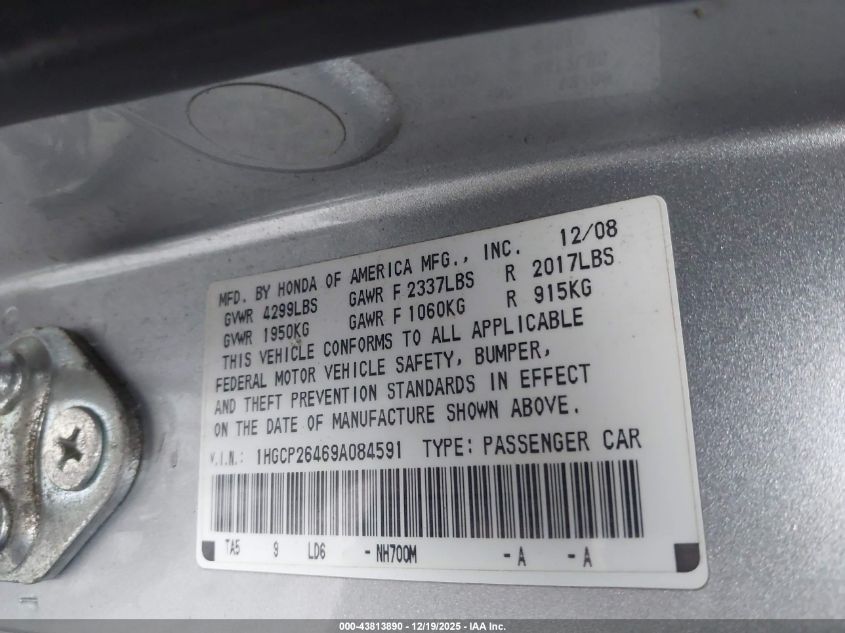 MFD. BY HONDA OF AMERICA MFG., INC. 12/08
GVWR 4299LBS GAWR F 2337LBS R 2017LBS
GVWR 1950KG GAWR F 1060KG R 915KG
THIS VEHICLE CONFORMS TO ALL APPLICABLE
FEDERAL MOTOR VEHICLE SAFETY, BUMPER,
AND THEFT PREVENTION STANDARDS IN EFFECT
ON THE DATE OF MANUFACTURE SHOWN ABOVE.
V.I.N.: 1HGCP26469A084591 TYPE: PASSENGER CAR
TA5 9 LD6 -NH700M -A -A
000-43813890 - 12/19/2025 - IAA Inc.